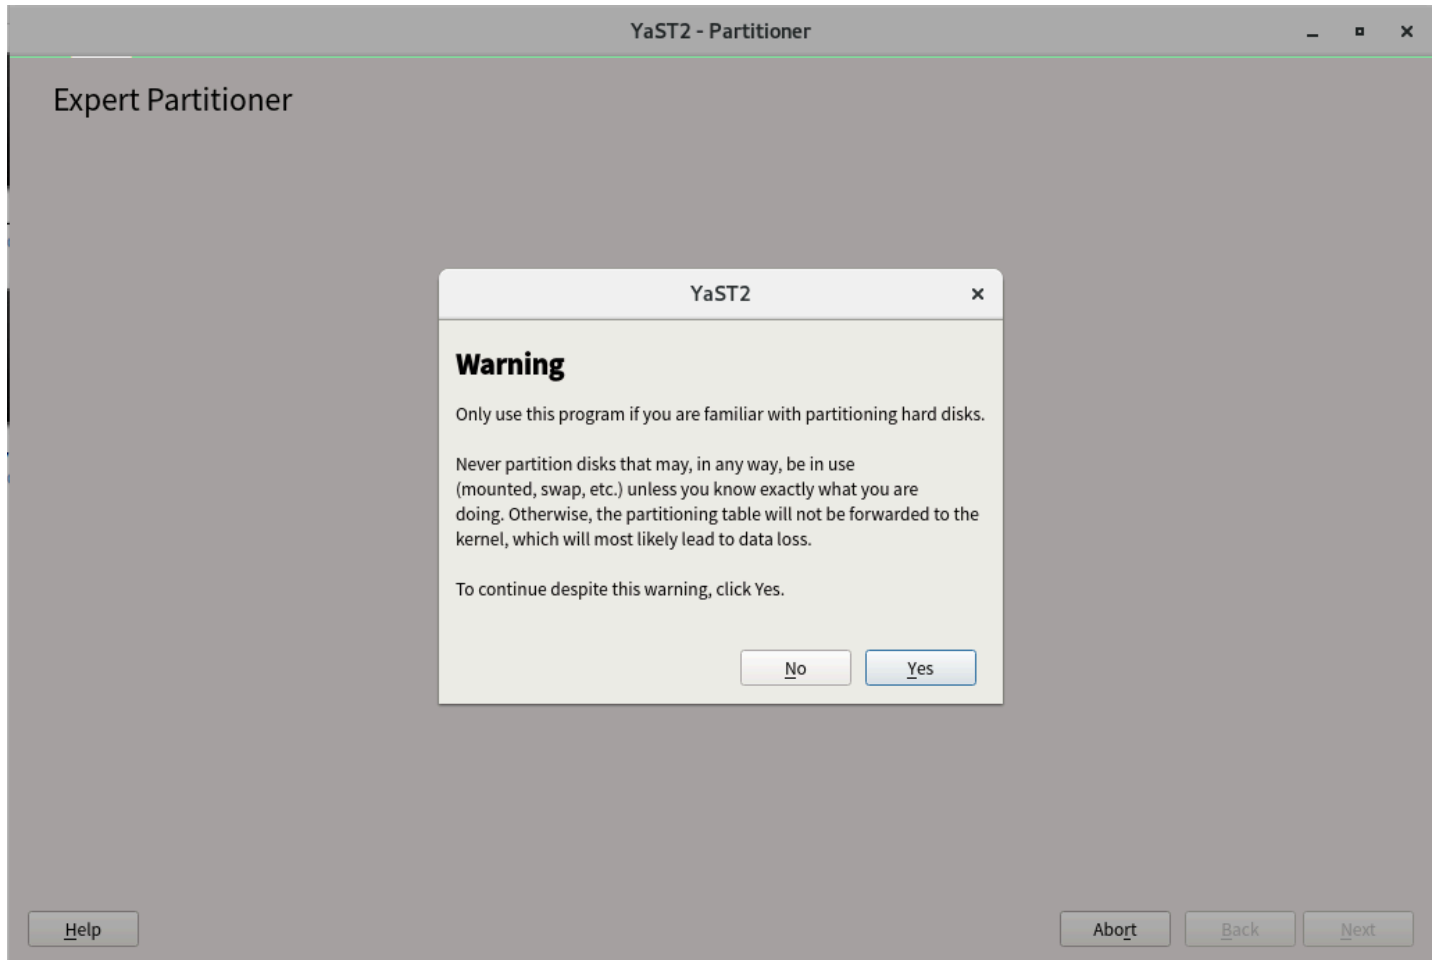 YaST2 - Partitioner
Expert Partitioner
YaST2
Warning
Only use this program if you are familiar with partitioning hard disks.
Never partition disks that may, in any way, be in use
(mounted, swap, etc.) unless you know exactly what you are
doing. Otherwise, the partitioning table will not be forwarded to the
kernel, which will most likely lead to data loss.
To continue despite this warning, click Yes.
No Yes
Help Abort Back Next